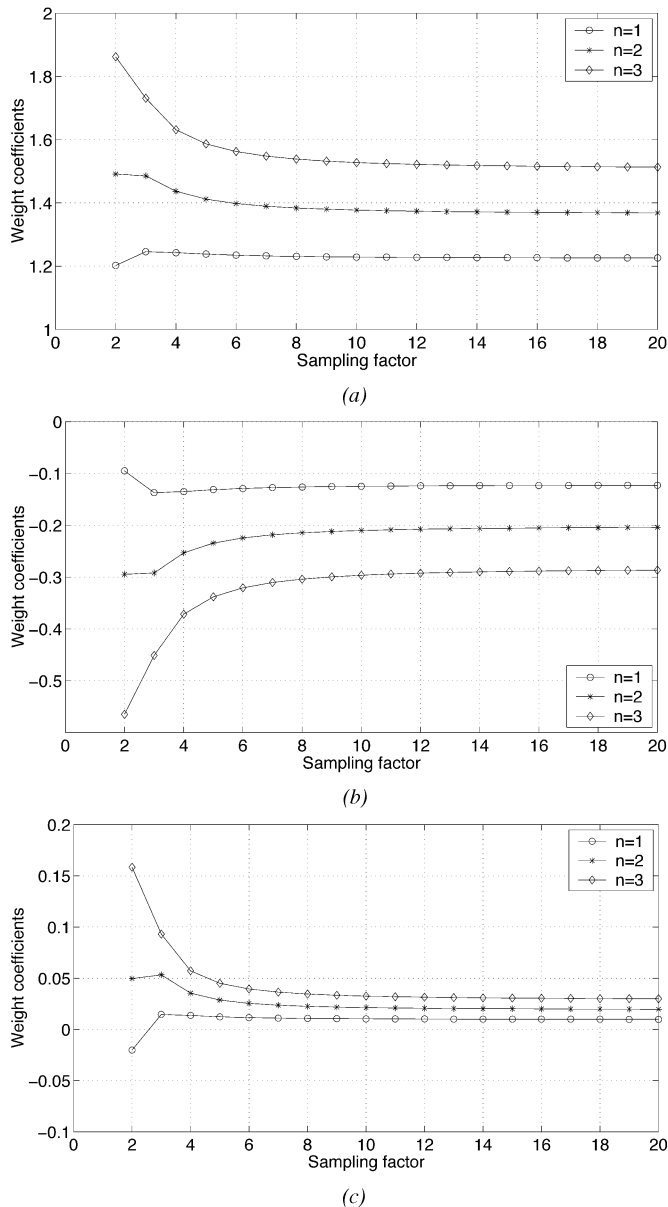 2
1.8
1.6
1.4
1.2
1
Weight coefficients
n=1
n=2
n=3
0 2 4 6 8 10 12 14 16 18 20
Sampling factor
(a)
0
−0.1
−0.2
−0.3
−0.4
−0.5
Weight coefficients
n=1
n=2
n=3
0 2 4 6 8 10 12 14 16 18 20
Sampling factor
(b)
0.2
0.15
0.1
0.05
0
−0.05
−0.1
Weight coefficients
n=1
n=2
n=3
0 2 4 6 8 10 12 14 16 18 20
Sampling factor
(c)